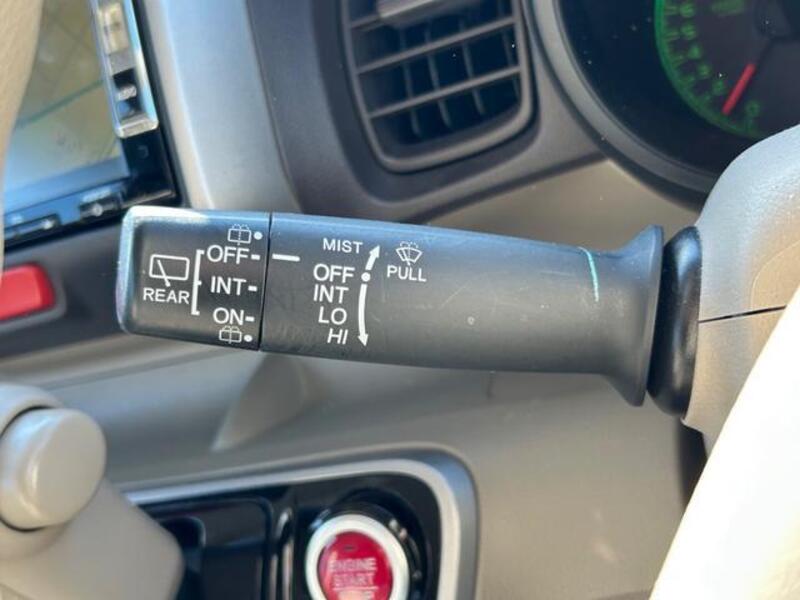 OFF
INT
ON
REAR
MIST
OFF
INT
LO
HI
PULL
ENGINE
START